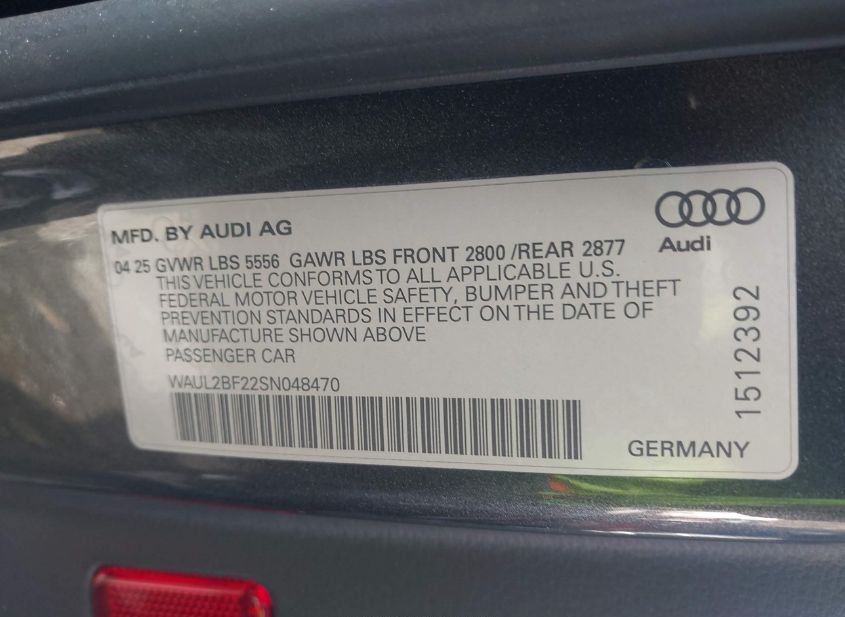 MFD. BY AUDI AG
Audi
04 25 GVWR LBS 5556 GAWR LBS FRONT 2800 /REAR 2877
THIS VEHICLE CONFORMS TO ALL APPLICABLE U.S.
FEDERAL MOTOR VEHICLE SAFETY, BUMPER AND THEFT
PREVENTION STANDARDS IN EFFECT ON THE DATE OF
MANUFACTURE SHOWN ABOVE
PASSENGER CAR
WAUL2BF22SN048470
1512392
GERMANY